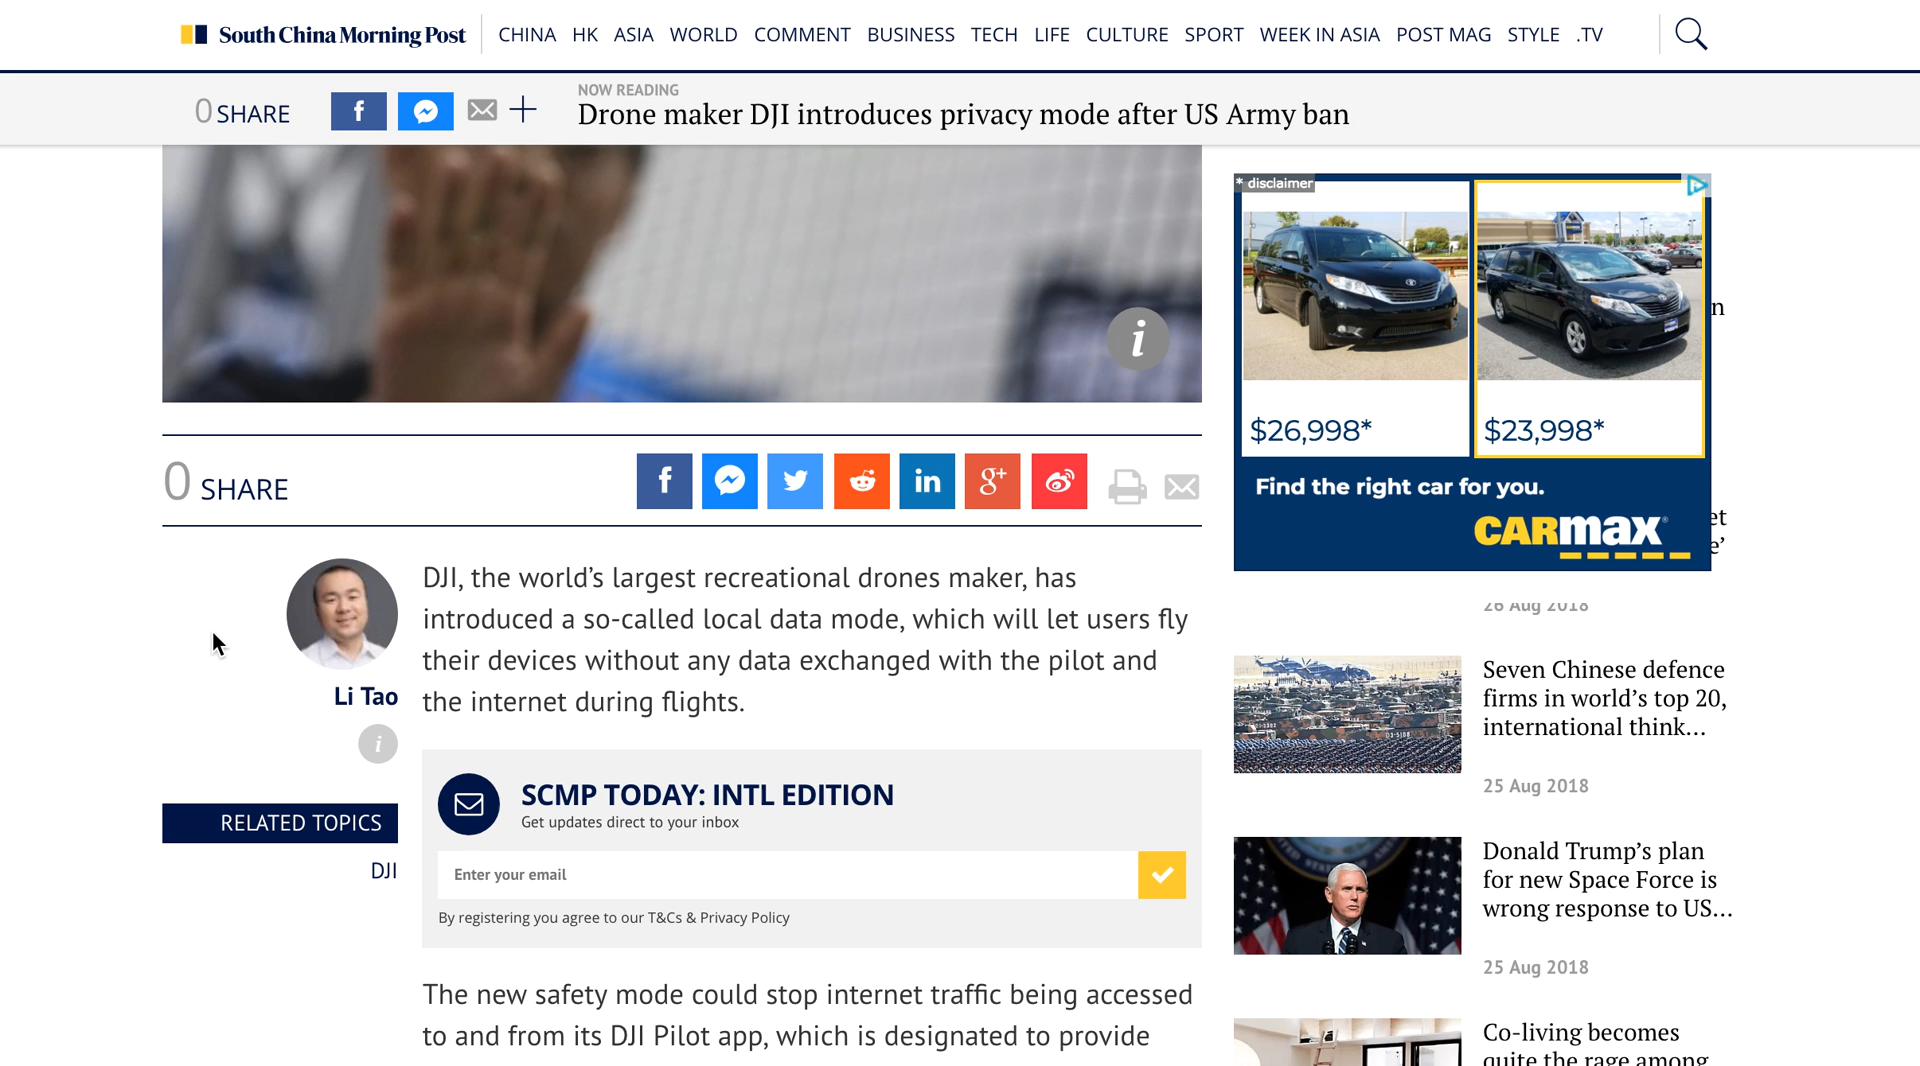 South China Morning Post
CHINA HK ASIA WORLD COMMENT BUSINESS TECH LIFE CULTURE SPORT WEEK IN ASIA POST MAG STYLE .TV
0 SHARE
NOW READING
Drone maker DJI introduces privacy mode after US Army ban
0 SHARE
Li Tao
RELATED TOPICS
DJI
DJI, the world’s largest recreational drones maker, has
introduced a so-called local data mode, which will let users fly
their devices without any data exchanged with the pilot and
the internet during flights.
SCMP TODAY: INTL EDITION
Get updates direct to your inbox
Enter your email
By registering you agree to our T&Cs & Privacy Policy
The new safety mode could stop internet traffic being accessed
to and from its DJI Pilot app, which is designated to provide
* disclaimer
$26,998*
$23,998*
Find the right car for you.
CARMAX
n
et
e’
26 Aug 2018
Seven Chinese defence
firms in world’s top 20,
international think...
25 Aug 2018
Donald Trump’s plan
for new Space Force is
wrong response to US...
25 Aug 2018
Co-living becomes
quite the rage among